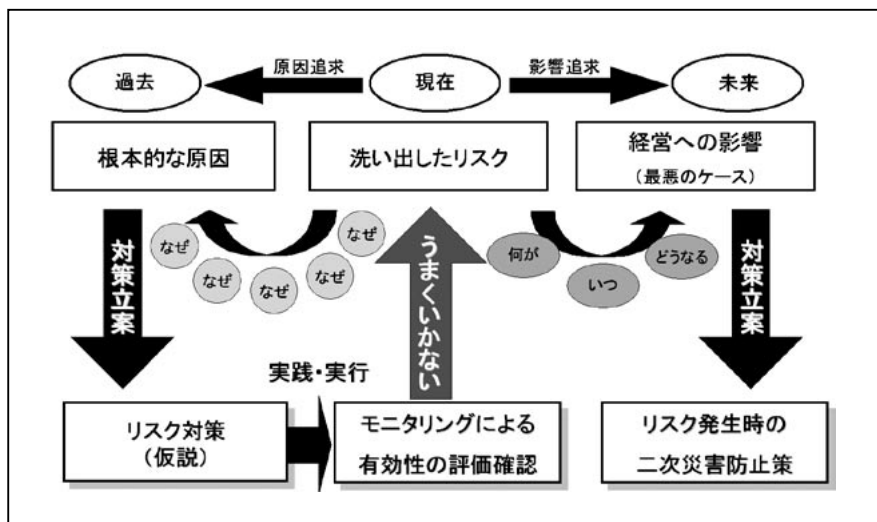 過去
原因追求
現在
影響追求
未来
根本的な原因
洗い出したリスク
経営への影響
(最悪のケース)
対策立案
なぜ
なぜ
なぜ
なぜ
なぜ
うまくいかない
何が
いつ
どうなる
対策立案
実践・実行
リスク対策
(仮説)
モニタリングによる
有効性の評価確認
リスク発生時の
二次災害防止策